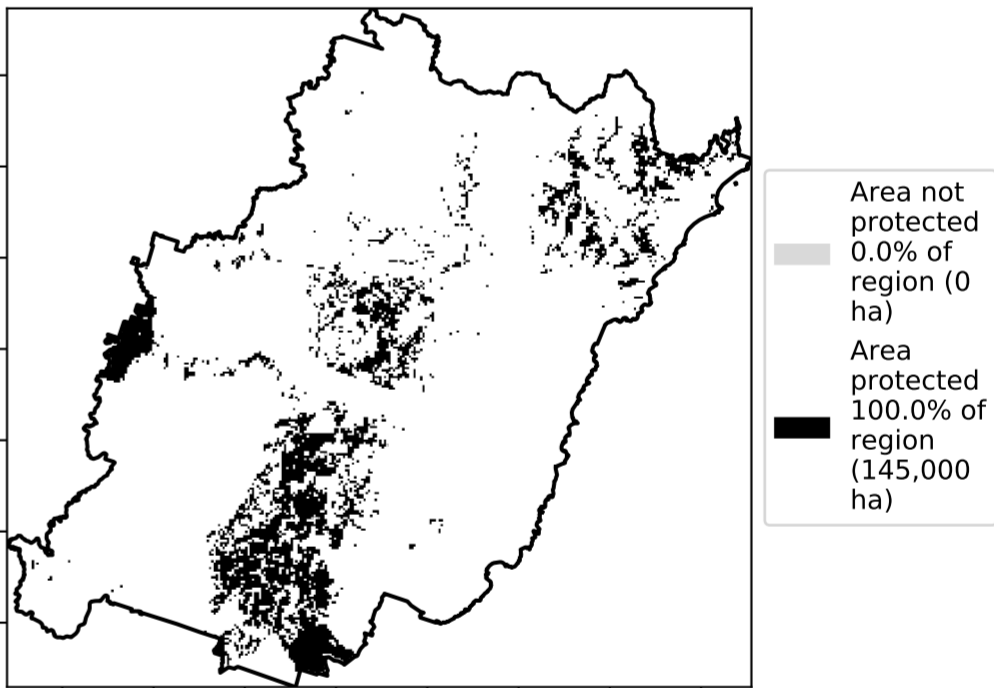 Area not
protected
0.0% of
region (0
ha)
Area
protected
100.0% of
region
(145,000
ha)